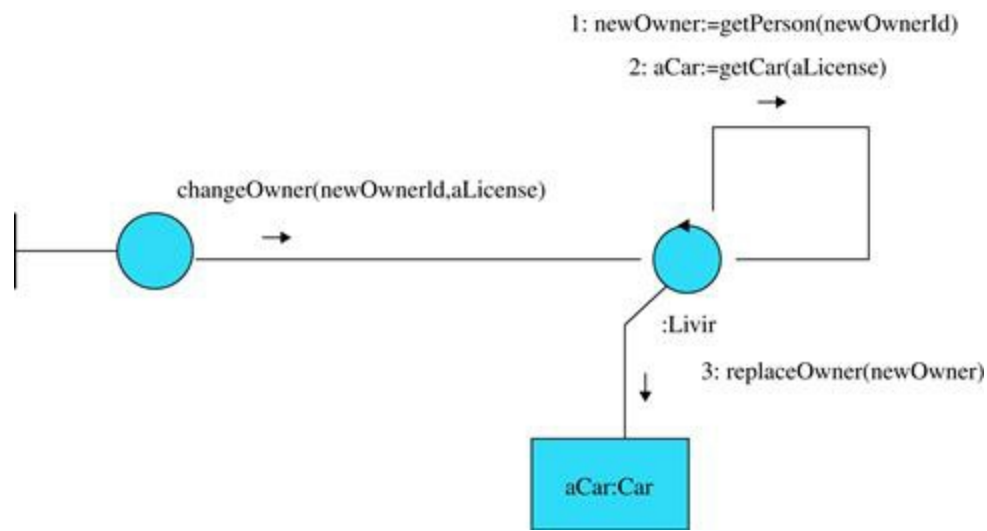 1: newOwner:=getPerson(newOwnerId)
2: aCar:=getCar(aLicense)
changeOwner(newOwnerId,aLicense)
:Livir
3: replaceOwner(newOwner)
aCar:Car